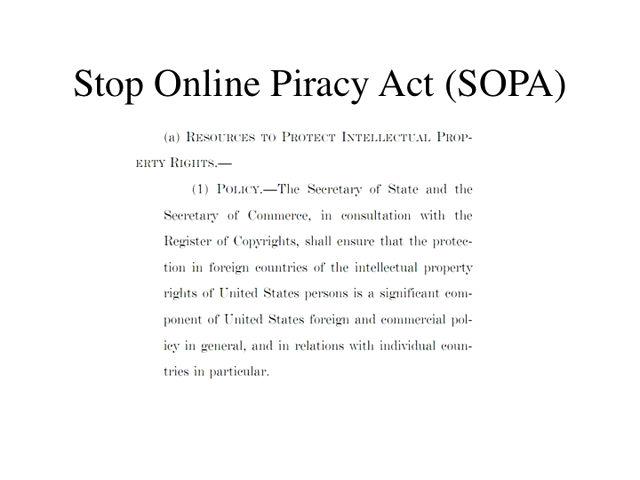 Stop Online Piracy Act (SOPA)
(a) RESOURCES TO PROTECT INTELLECTUAL PROP-
ERTY RIGHTS.—
(1) POLICY.—The Secretary of State and the
Secretary of Commerce, in consultation with the
Register of Copyrights, shall ensure that the protec-
tion in foreign countries of the intellectual property
rights of United States persons is a significant com-
ponent of United States foreign and commercial pol-
icy in general, and in relations with individual coun-
tries in particular.